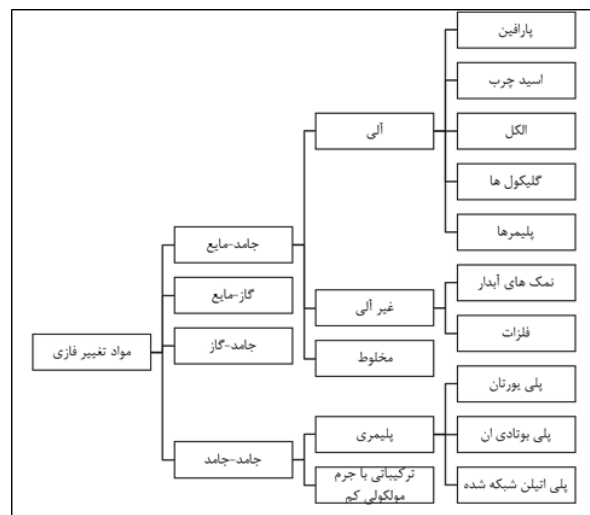 پارافین
اسید چرب
آلی
الکل
گلیکول ها
جامد-مایع
پلیمرها
گاز-مایع
غیر آلی
نمک های آبدار
جامد-گاز
فلزات
مواد تغییر فازی
مخلوط
پلی یورتان
جامد-جامد
پلیمری
پلی بوتادی ان
ترکیباتی با جرم
مولکولی کم
پلی اتیلن شبکه شده